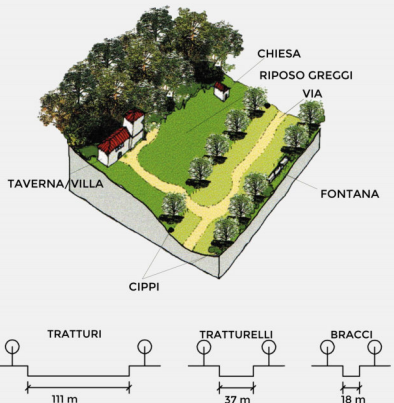 CHIESA
RIPOSO GREGGI
VIA
TAVERNA/VILLA
FONTANA
CIPPI
TRATTURI
TRATTURELLI
BRACCI
111 m
37 m
18 m